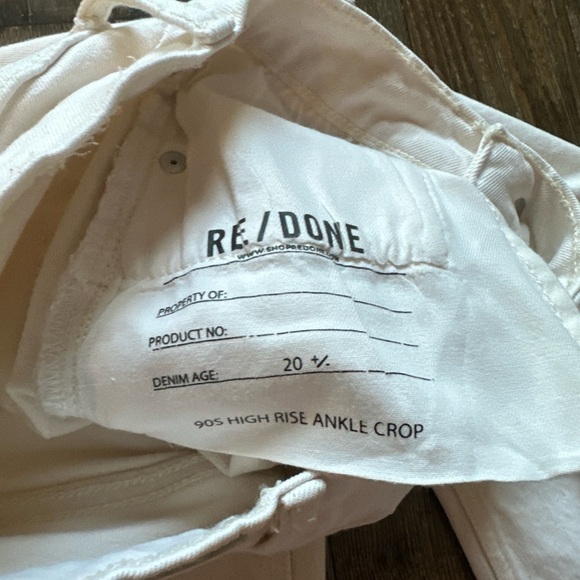 RE/DONE
WWW.SHOPREDONE.COM
PROPERTY OF:
PRODUCT NO:
DENIM AGE: 20 +/-
90S HIGH RISE ANKLE CROP